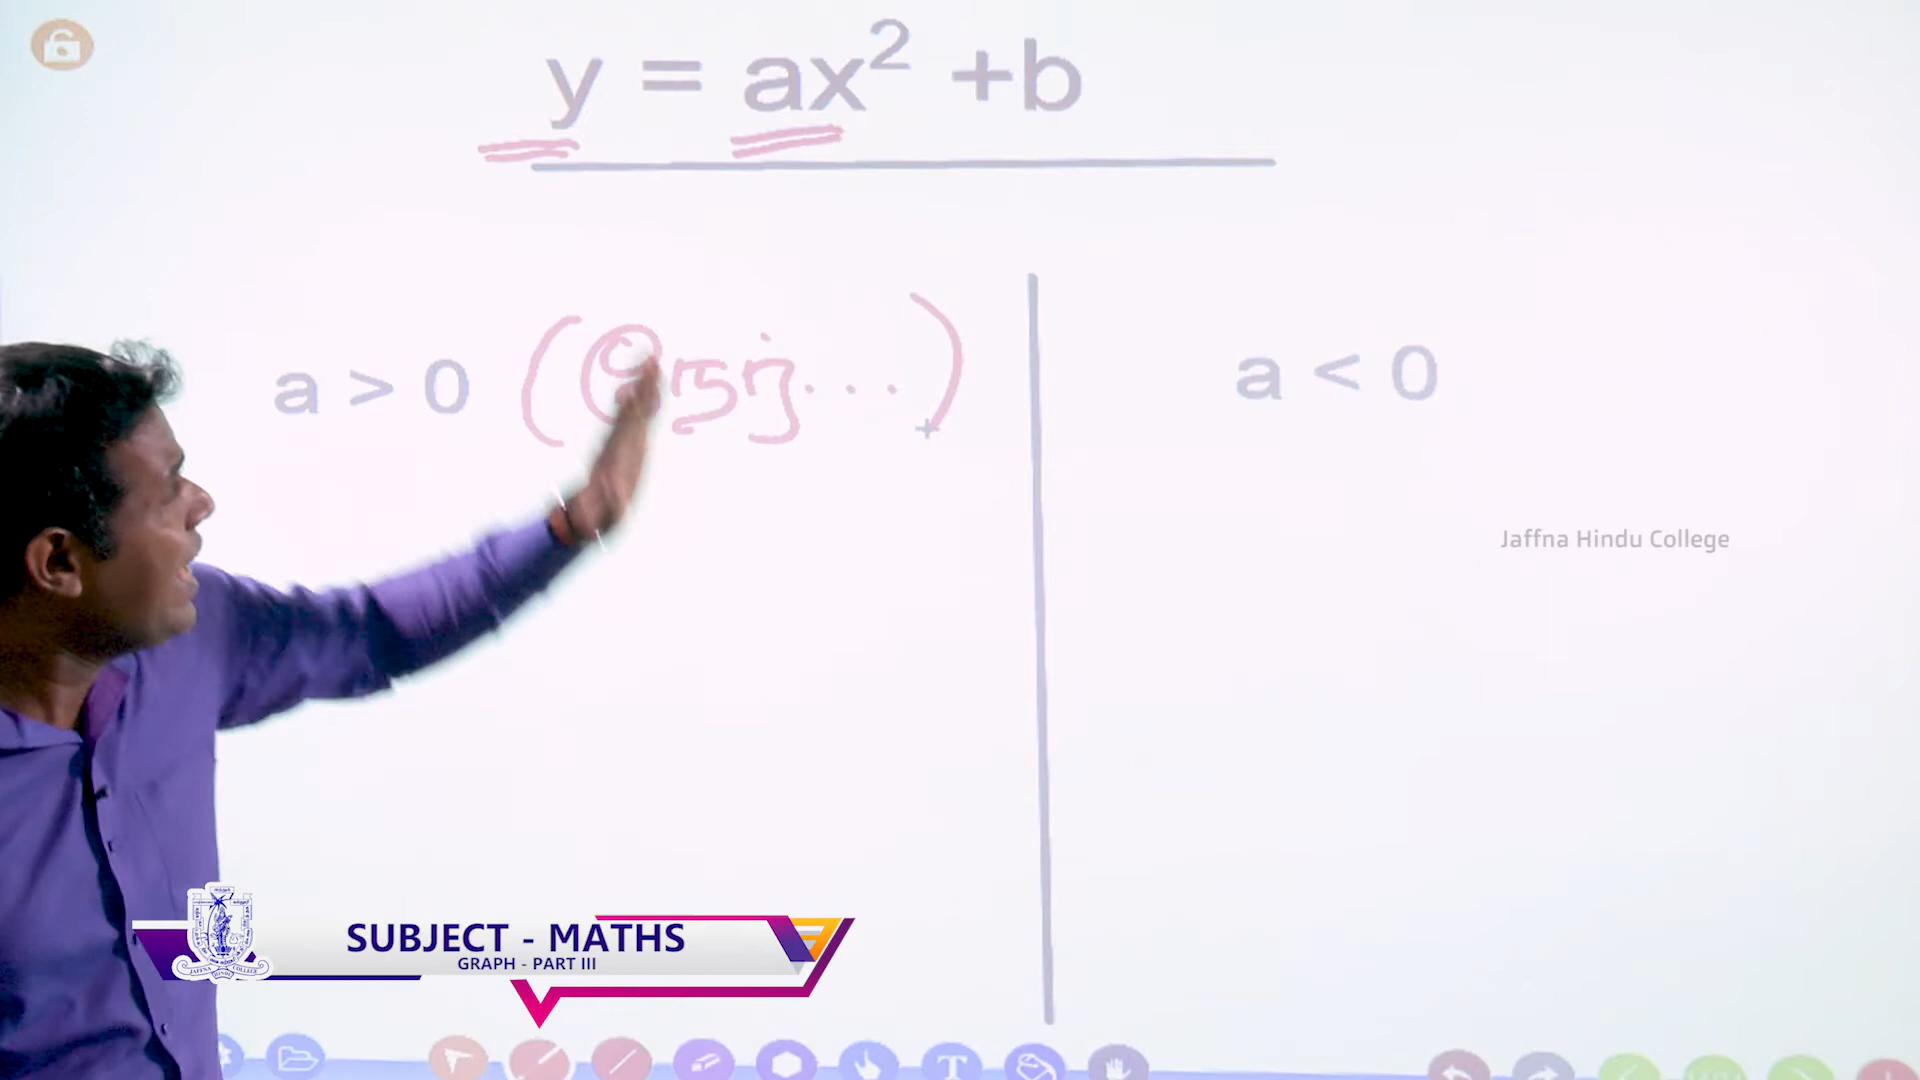 y = ax² +b
a > 0
a < 0
Jaffna Hindu College
SUBJECT - MATHS
GRAPH - PART III